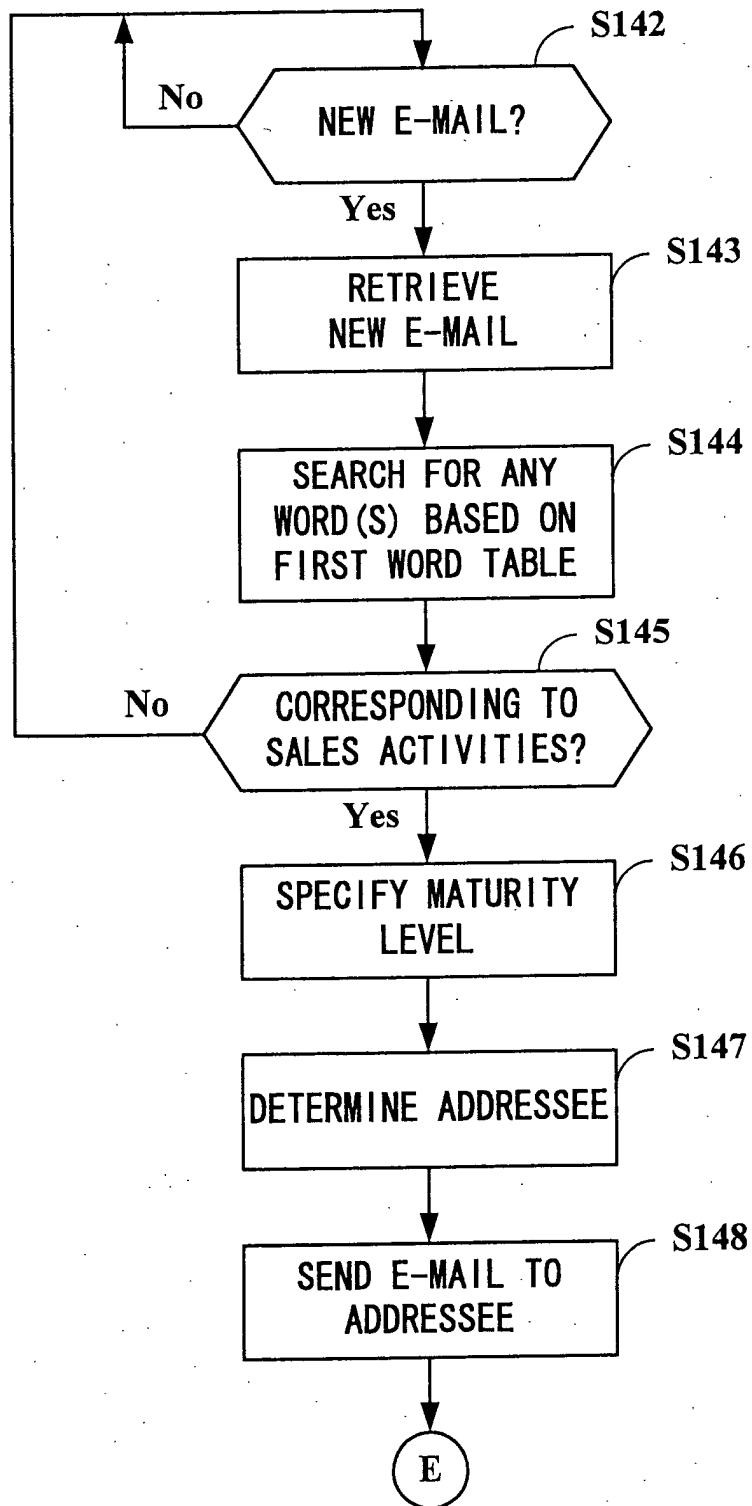 S142
No
NEW E-MAIL?
Yes
S143
RETRIEVE
NEW E-MAIL
S144
SEARCH FOR ANY
WORD(S) BASED ON
FIRST WORD TABLE
S145
No
CORRESPONDING TO
SALES ACTIVITIES?
Yes
S146
SPECIFY MATURITY
LEVEL
S147
DETERMINE ADDRESSEE
S148
SEND E-MAIL TO
ADDRESSEE
E